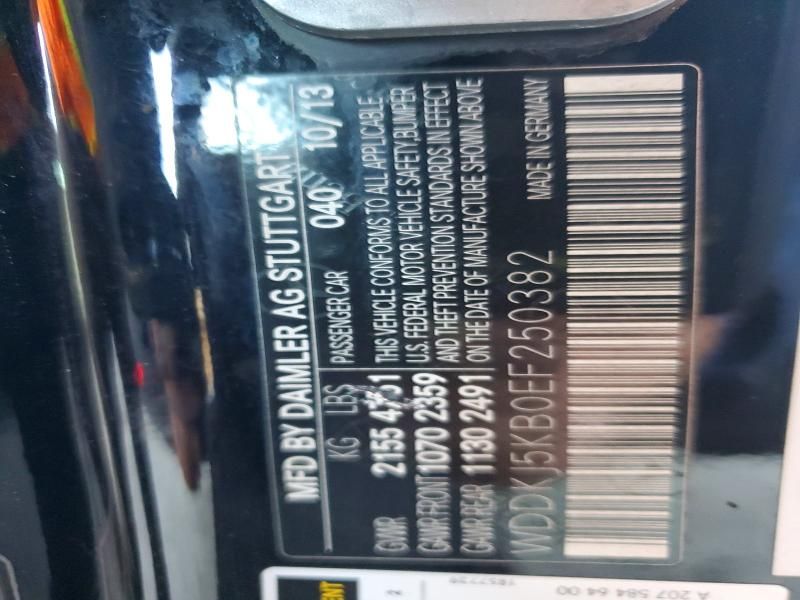 MFD BY DAIMLER AG STUTTGART
KG LBS PASSENGER CAR 040 10/13
GWR 2155 4751 THIS VEHICLE CONFORMS TO ALL APPLICABLE
GAWR FRONT 1070 2359 U.S. FEDERAL MOTOR VEHICLE SAFETY BUMPER
GAWR REAR 1130 2491 AND THEFT PREVENTION STANDARDS IN EFFECT
ON THE DATE OF MANUFACTURE SHOWN ABOVE
WDDKJ5KB0EF250382 MADE IN GERMANY
A 207 584 64 00